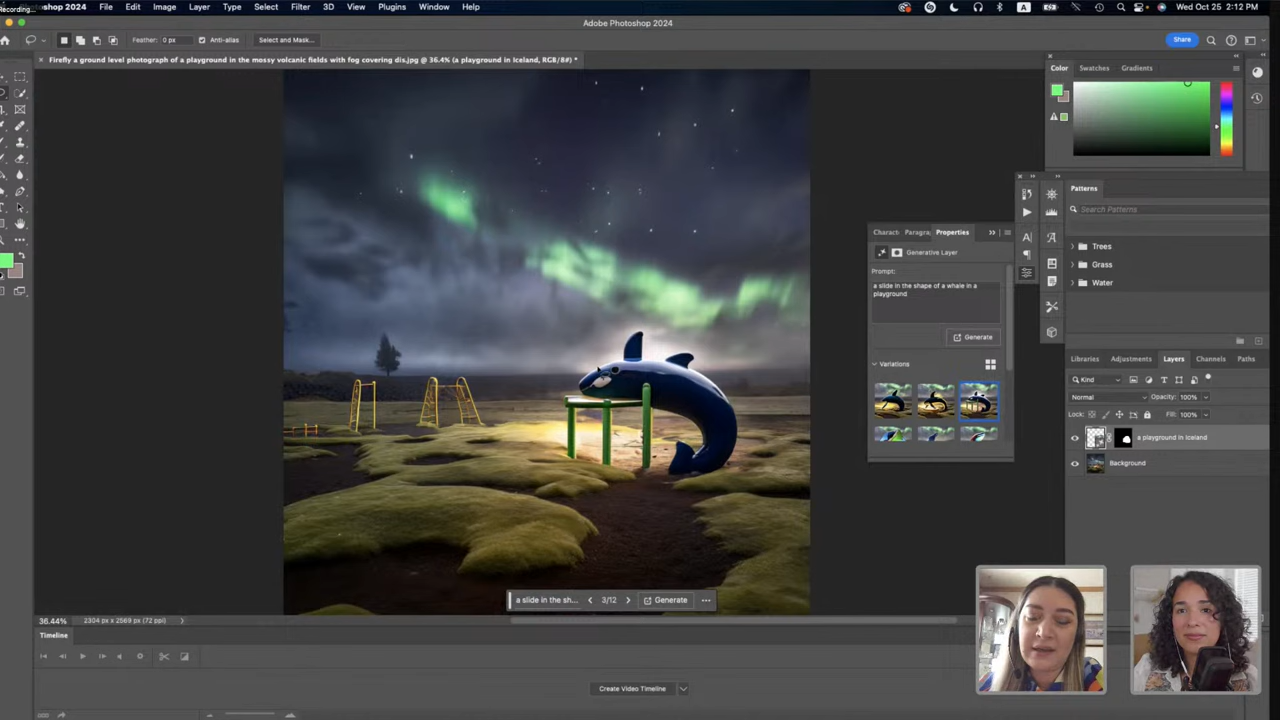 Recording...
shop 2024 File Edit Image Layer Type Select Filter 3D View Plugins Window Help
A
Wed Oct 25 2:12 PM
Adobe Photoshop 2024
Feather: 0 px Anti-alias Select and Mask... Share
Firefly a ground level photograph of a playground in the mossy volcanic fields with fog covering dis.jpg @ 36.4% (a playground in Iceland, RGB/8#) *
Color Swatches Gradients
Patterns
Search Patterns
Trees
Grass
Water
Charact Paragra Properties
Generative Layer
Prompt:
a slide in the shape of a whale in a
playground
Generate
Variations
Libraries Adjustments Layers Channels Paths
Kind
Normal Opacity: 100%
Lock: Fill: 100%
a playground in Iceland
Background
a slide in the sh... 3/12 Generate
36.44% 2304 px x 2569 px (72 ppi)
Timeline
Create Video Timeline